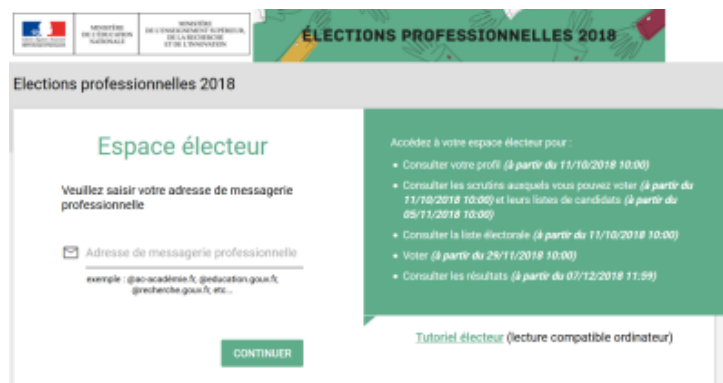 MINISTÈRE
DE L'ÉDUCATION
NATIONALE
MINISTÈRE
DE L'ENSEIGNEMENT SUPÉRIEUR,
DE LA RECHERCHE
ET DE L'INNOVATION
ÉLECTIONS PROFESSIONNELLES 2018
Elections professionnelles 2018
Espace électeur
Veuillez saisir votre adresse de messagerie
professionnelle
Adresse de messagerie professionnelle
exemple : @ac-académie.fr, @education.gouv.fr,
@recherche.gouv.fr, etc...
CONTINUER
Accédez à votre espace électeur pour :
• Consulter votre profil (à partir du 11/10/2018 10:00)
• Consulter les scrutins auxquels vous pouvez voter (à partir du
11/10/2018 10:00) et leurs listes de candidats (à partir du
05/11/2018 10:00)
• Consulter la liste électorale (à partir du 11/10/2018 10:00)
• Voter (à partir du 29/11/2018 10:00)
• Consulter les résultats (à partir du 07/12/2018 11:59)
Tutoriel électeur (lecture compatible ordinateur)